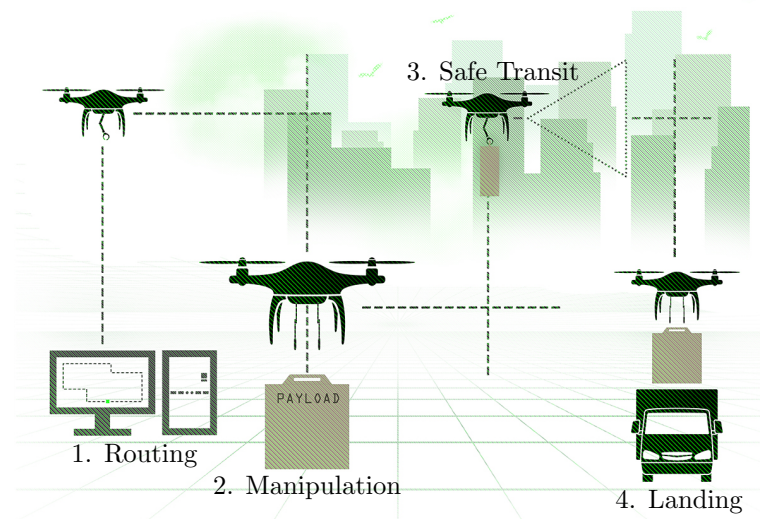 3. Safe Transit
PAYLOAD
1. Routing
2. Manipulation
4. Landing